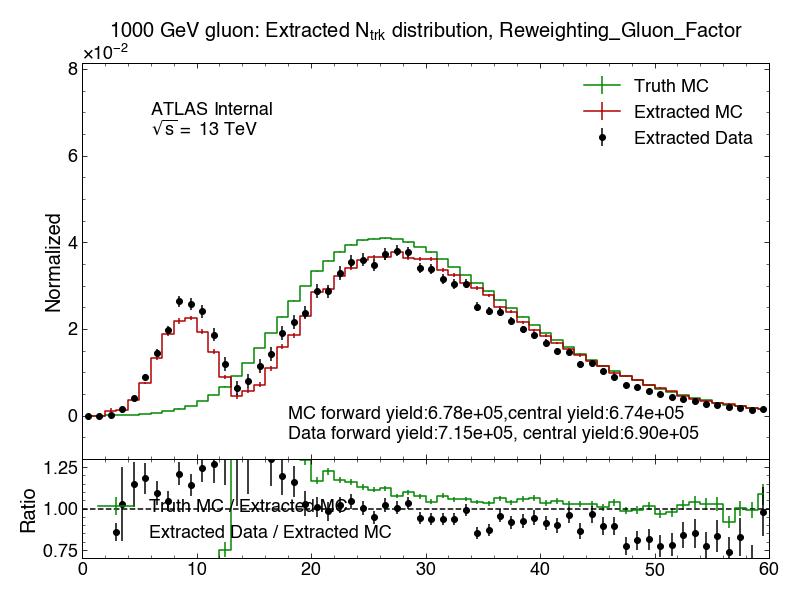 1000 GeV gluon: Extracted Ntrk distribution, Reweighting_Gluon_Factor
×10−2
8
ATLAS Internal
√s = 13 TeV
Truth MC
Extracted MC
Extracted Data
6
4
Normalized
2
0
MC forward yield:6.78e+05,central yield:6.74e+05
Data forward yield:7.15e+05, central yield:6.90e+05
1.25
Ratio
1.00
Truth MC / Extracted MC
Extracted Data / Extracted MC
0.75
0 10 20 30 40 50 60